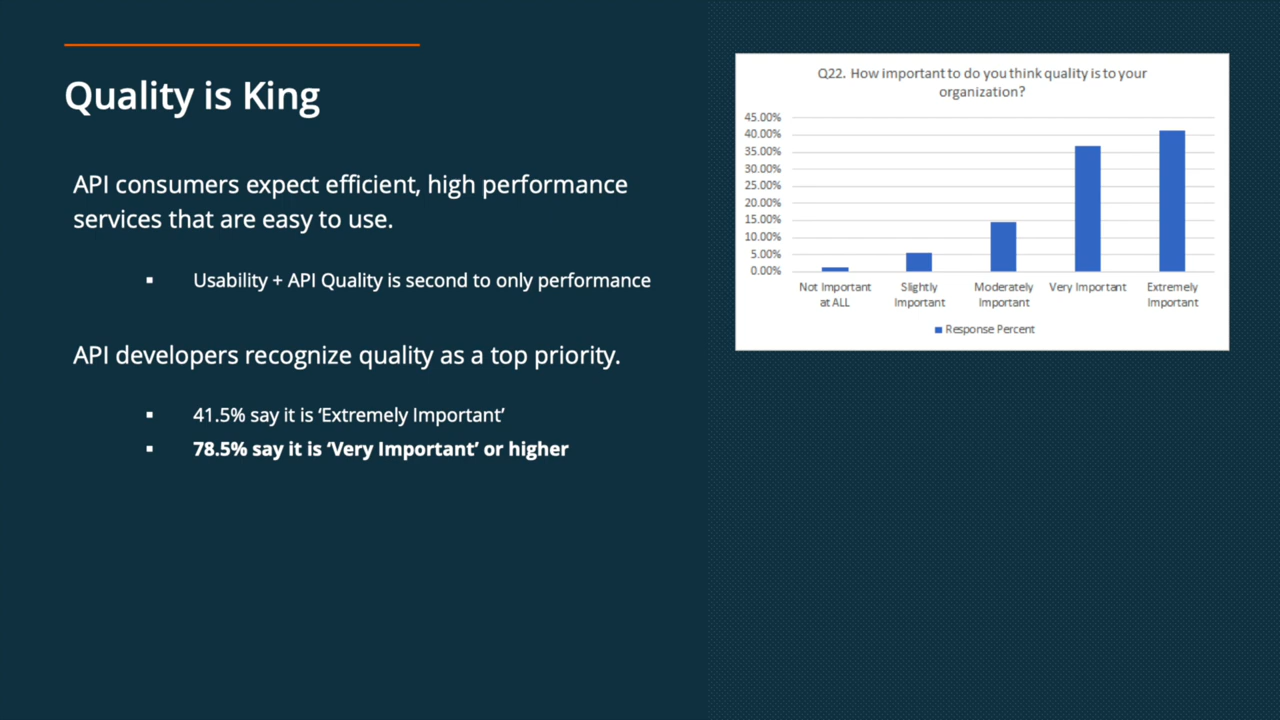 Quality is King
API consumers expect efficient, high performance
services that are easy to use.
▪ Usability + API Quality is second to only performance
API developers recognize quality as a top priority.
▪ 41.5% say it is ‘Extremely Important’
▪ 78.5% say it is ‘Very Important’ or higher
Q22. How important to do you think quality is to your
organization?
45.00%
40.00%
35.00%
30.00%
25.00%
20.00%
15.00%
10.00%
5.00%
0.00%
Not Important
at ALL
Slightly
Important
Moderately
Important
Very Important
Extremely
Important
Response Percent